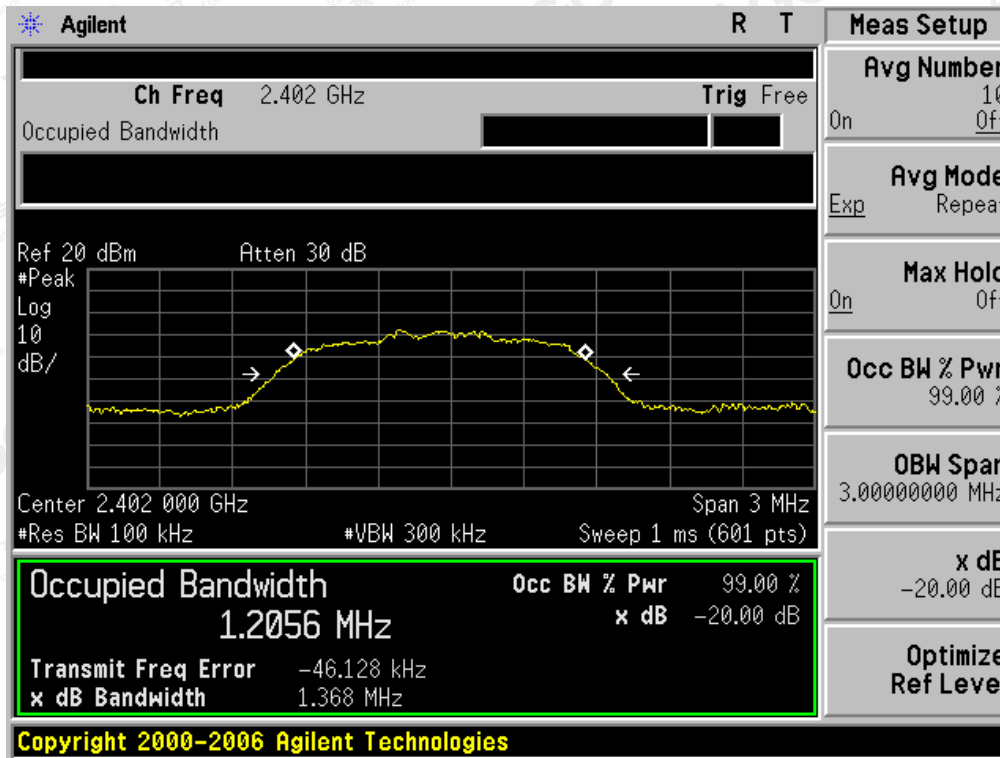 Agilent R T
Ch Freq 2.402 GHz Trig Free
Occupied Bandwidth
Ref 20 dBm Atten 30 dB
#Peak
Log
10
dB/
Center 2.402 000 GHz Span 3 MHz
#Res BW 100 kHz #VBW 300 kHz Sweep 1 ms (601 pts)
Occupied Bandwidth Occ BW % Pwr 99.00 %
1.2056 MHz x dB -20.00 dB
Transmit Freq Error -46.128 kHz
x dB Bandwidth 1.368 MHz
Copyright 2000-2006 Agilent Technologies
Meas Setup
Avg Number
10
On Off
Avg Mode
Exp Repeat
Max Hold
On Off
Occ BW % Pwr
99.00 %
OBW Span
3.00000000 MHz
x dB
-20.00 dB
Optimize
Ref Level